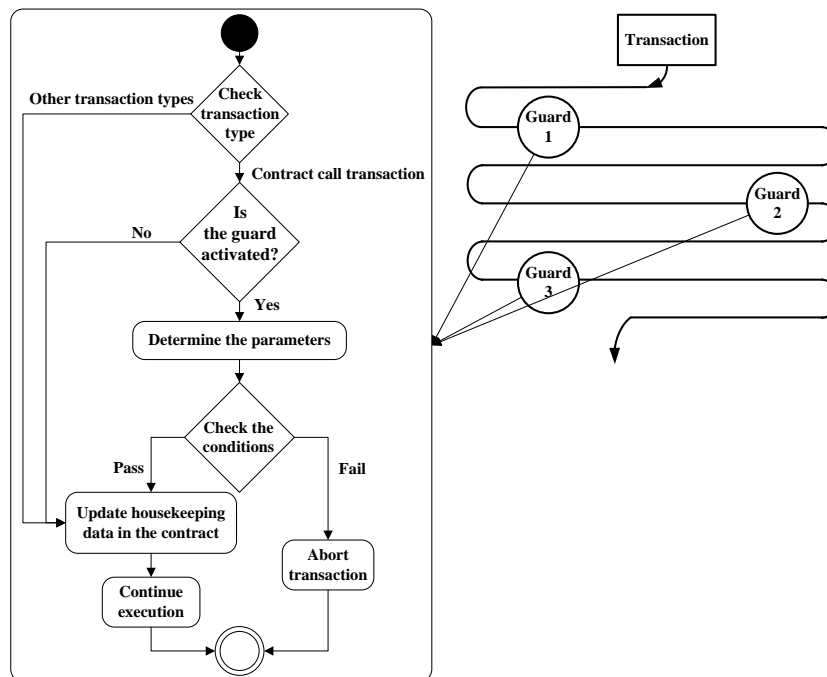 Check
transaction
type
Other transaction types
Contract call transaction
Is
the guard
activated?
No
Yes
Determine the parameters
Check the
conditions
Pass
Fail
Update housekeeping
data in the contract
Abort
transaction
Continue
execution
Transaction
Guard
1
Guard
2
Guard
3